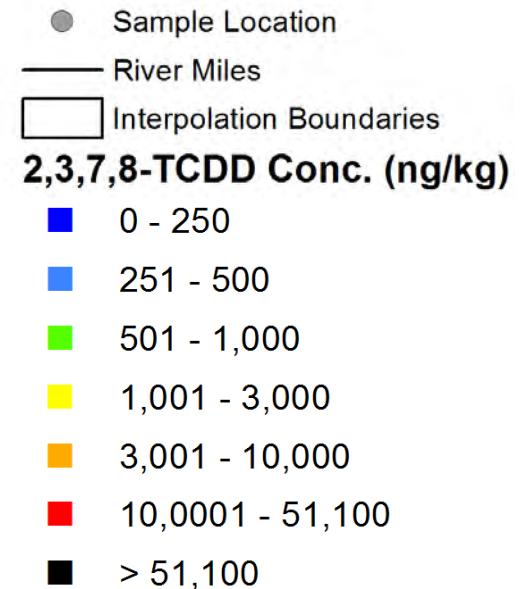 Sample Location
River Miles
Interpolation Boundaries
2,3,7,8-TCDD Conc. (ng/kg)
0 - 250
251 - 500
501 - 1,000
1,001 - 3,000
3,001 - 10,000
10,0001 - 51,100
> 51,100